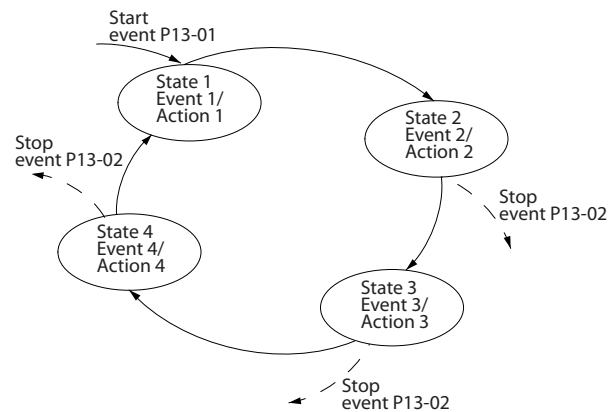 Start
event P13-01
State 1
Event 1/
Action 1
State 2
Event 2/
Action 2
Stop
event P13-02
Stop
event P13-02
State 4
Event 4/
Action 4
State 3
Event 3/
Action 3
Stop
event P13-02